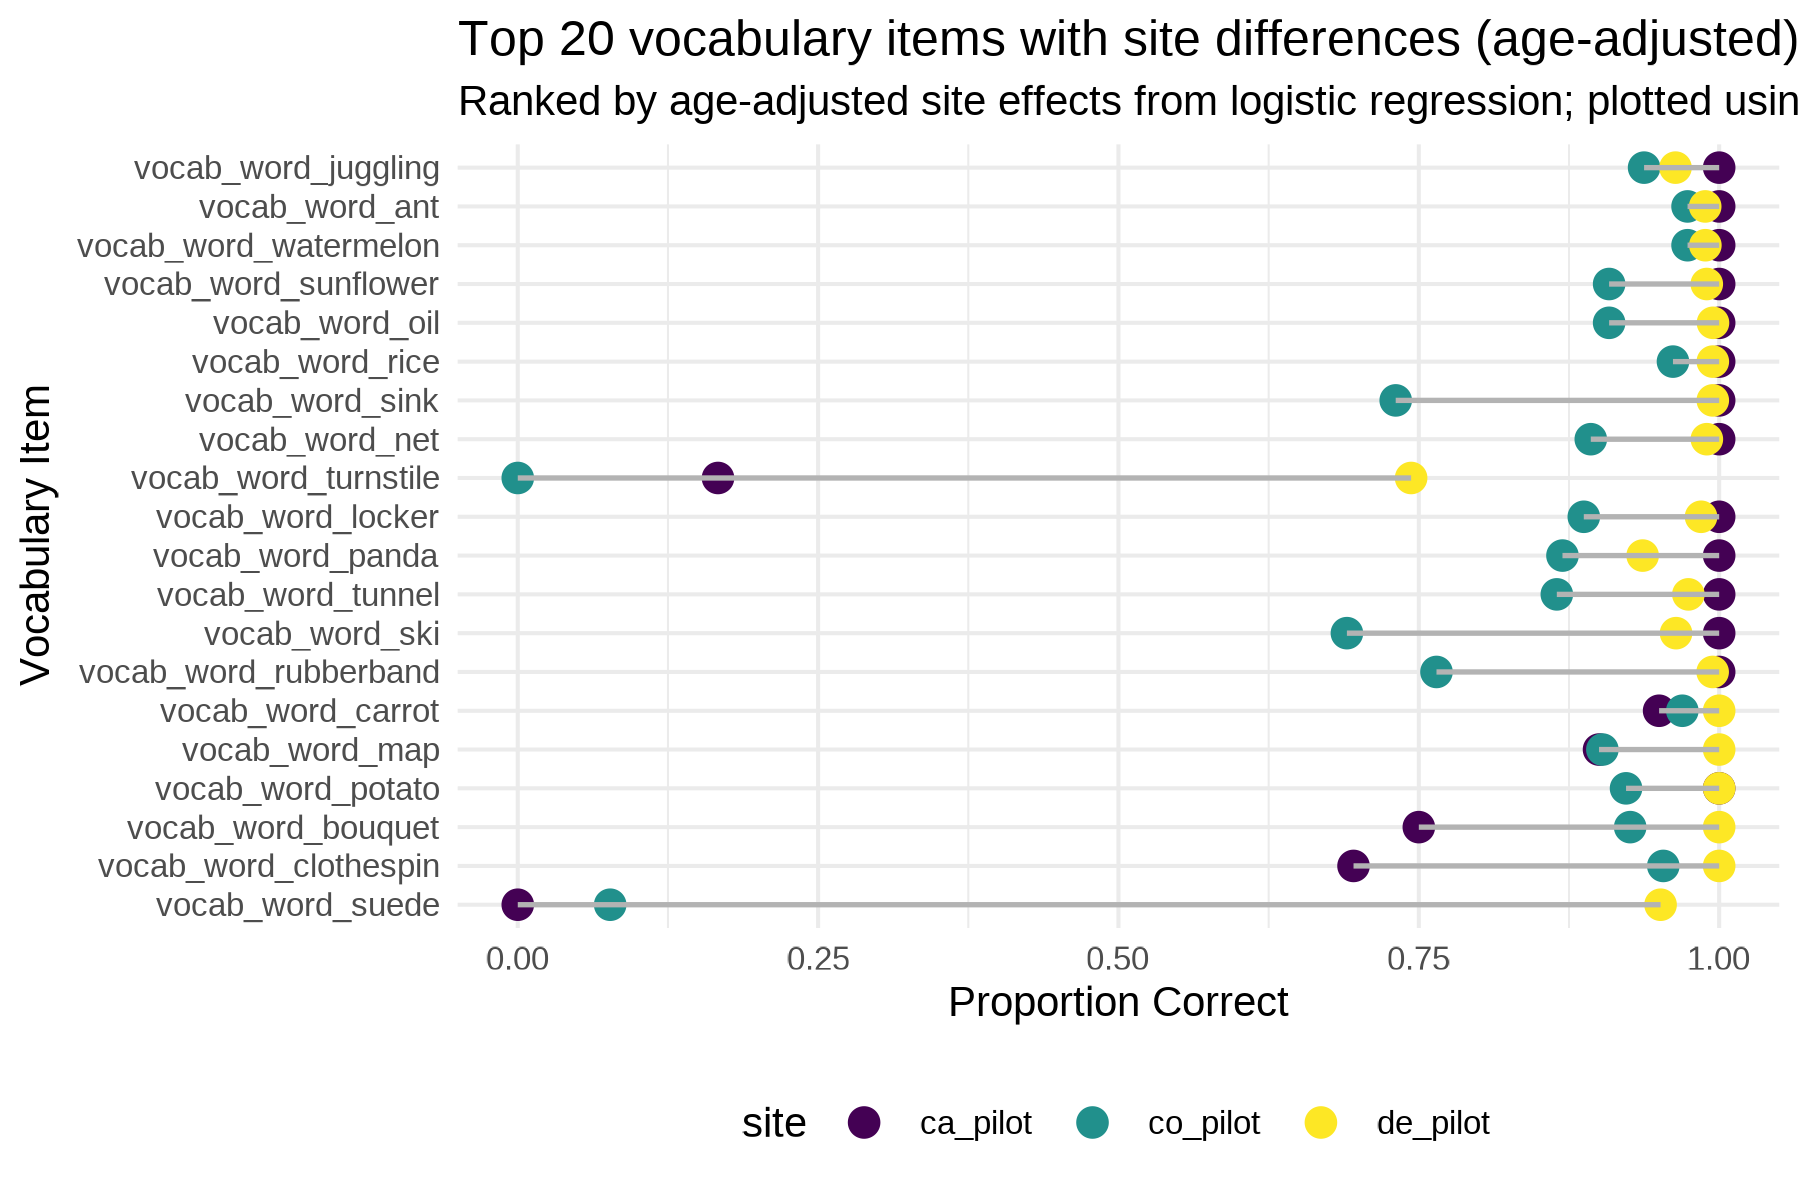 Top 20 vocabulary items with site differences (age-adjusted)
Ranked by age-adjusted site effects from logistic regression; plotted usin
Vocabulary Item
vocab_word_juggling
vocab_word_ant
vocab_word_watermelon
vocab_word_sunflower
vocab_word_oil
vocab_word_rice
vocab_word_sink
vocab_word_net
vocab_word_turnstile
vocab_word_locker
vocab_word_panda
vocab_word_tunnel
vocab_word_ski
vocab_word_rubberband
vocab_word_carrot
vocab_word_map
vocab_word_potato
vocab_word_bouquet
vocab_word_clothespin
vocab_word_suede
0.00 0.25 0.50 0.75 1.00
Proportion Correct
site ca_pilot co_pilot de_pilot